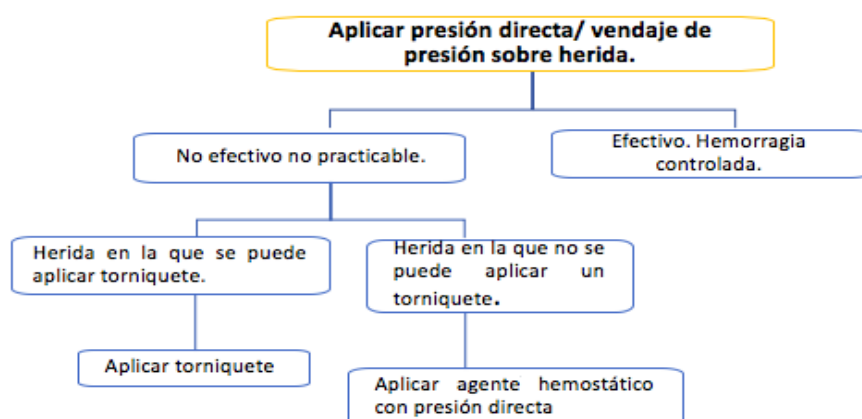 Aplicar presión directa/ vendaje de
presión sobre herida.
No efectivo no practicable.
Efectivo. Hemorragia
controlada.
Herida en la que se puede
aplicar torniquete.
Herida en la que no se
puede aplicar un
torniquete.
Aplicar torniquete
Aplicar agente hemostático
con presión directa